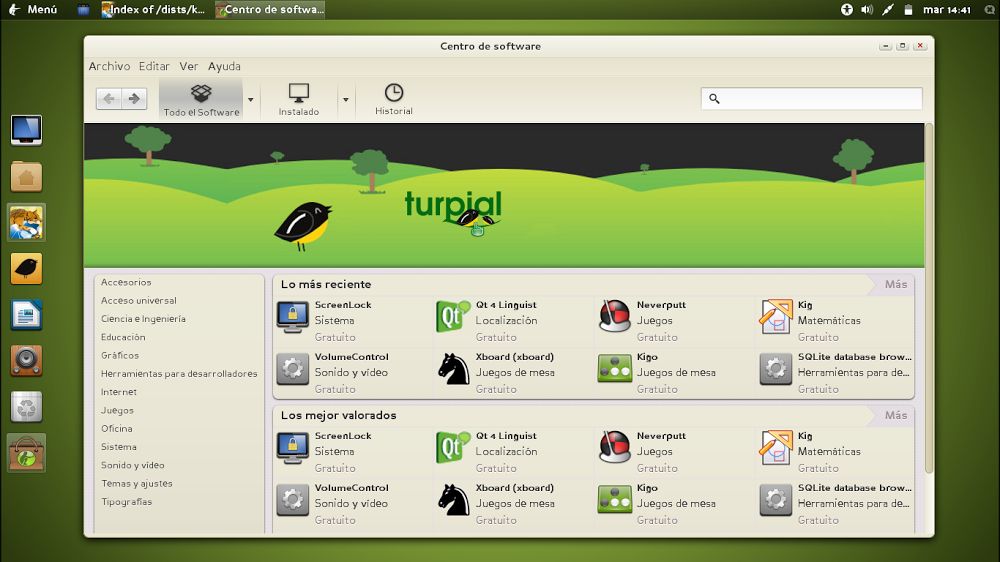 Menú
Index of /dists/k...
Centro de softwa...
mar 14:41
Centro de software
Archivo Editar Ver Ayuda
Todo el Software
Instalado
Historial
turpial
Accesorios
Acceso universal
Ciencia e Ingeniería
Educación
Gráficos
Herramientas para desarrolladores
Internet
Juegos
Oficina
Sistema
Sonido y vídeo
Temas y ajustes
Tipografías
Lo más reciente
Más
ScreenLock
Sistema
Gratuito
Qt 4 Linguist
Localización
Gratuito
Neverputt
Juegos
Gratuito
Kig
Matemáticas
Gratuito
VolumeControl
Sonido y vídeo
Gratuito
Xboard (xboard)
Juegos de mesa
Gratuito
Kigo
Juegos de mesa
Gratuito
SQLite database brow...
Herramientas para de...
Gratuito
Los mejor valorados
Más
ScreenLock
Sistema
Gratuito
Qt 4 Linguist
Localización
Gratuito
Neverputt
Juegos
Gratuito
Kig
Matemáticas
Gratuito
VolumeControl
Sonido y vídeo
Gratuito
Xboard (xboard)
Juegos de mesa
Gratuito
Kigo
Juegos de mesa
Gratuito
SQLite database brow...
Herramientas para de...
Gratuito